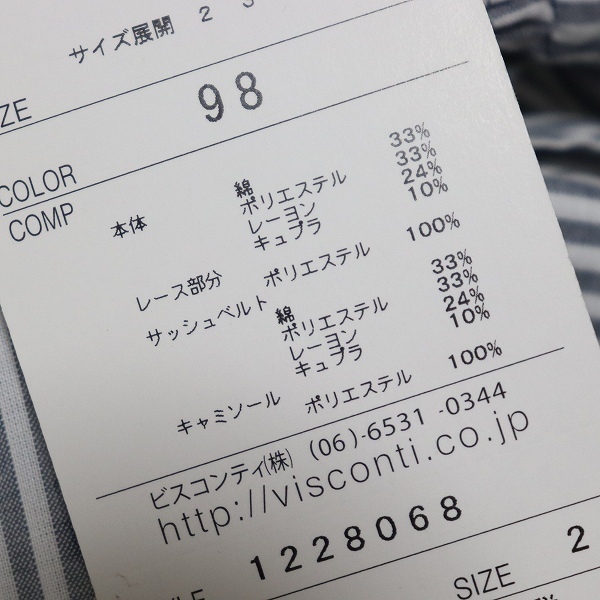 サイズ展開 2 3
ZE 98
COLOR
COMP 本体 綿 33%
ポリエステル 33%
レーヨン 24%
キュプラ 10%
レース部分 ポリエステル 100%
サッシュベルト 綿 33%
ポリエステル 33%
レーヨン 24%
キュプラ 10%
キャミソール ポリエステル 100%
ビスコンティ(株) (06)-6531-0344
http://visconti.co.jp
1228068
SIZE 2